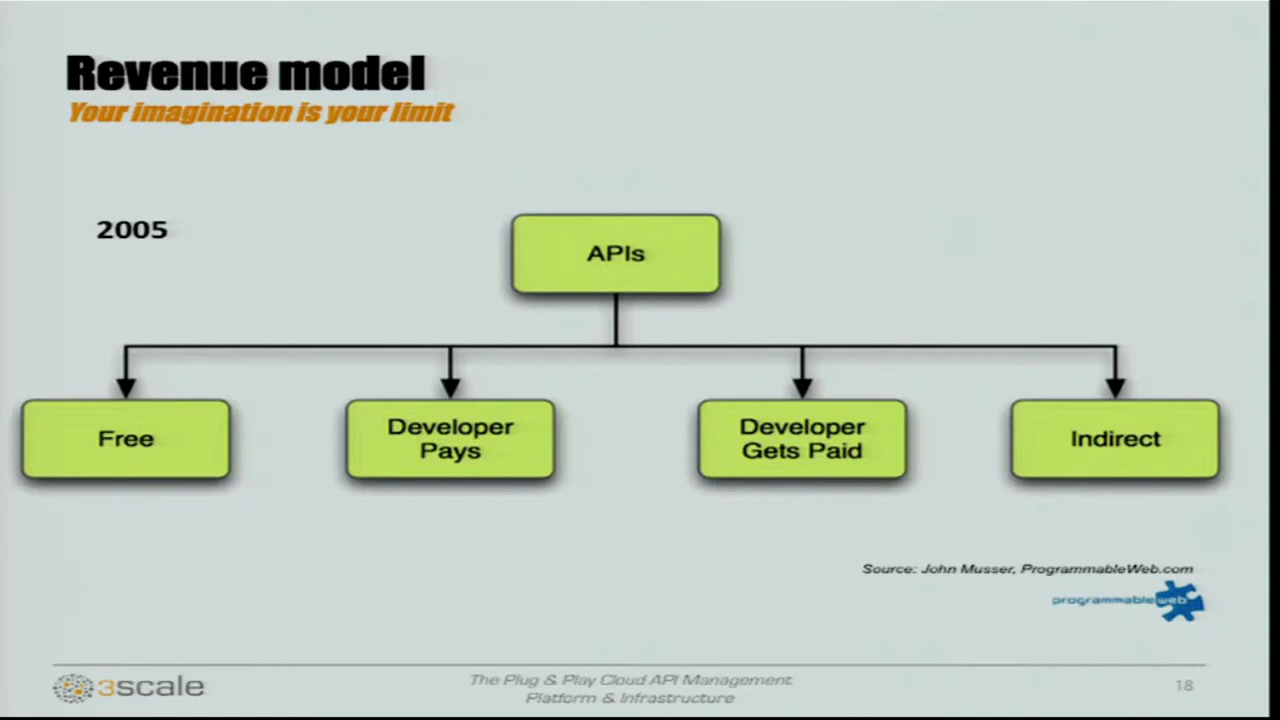 Revenue model
Your imagination is your limit
2005
APIs
Free
Developer
Pays
Developer
Gets Paid
Indirect
Source: John Musser, ProgrammableWeb.com
programmableweb
3scale
The Plug & Play Cloud API Management
Platform & Infrastructure
18